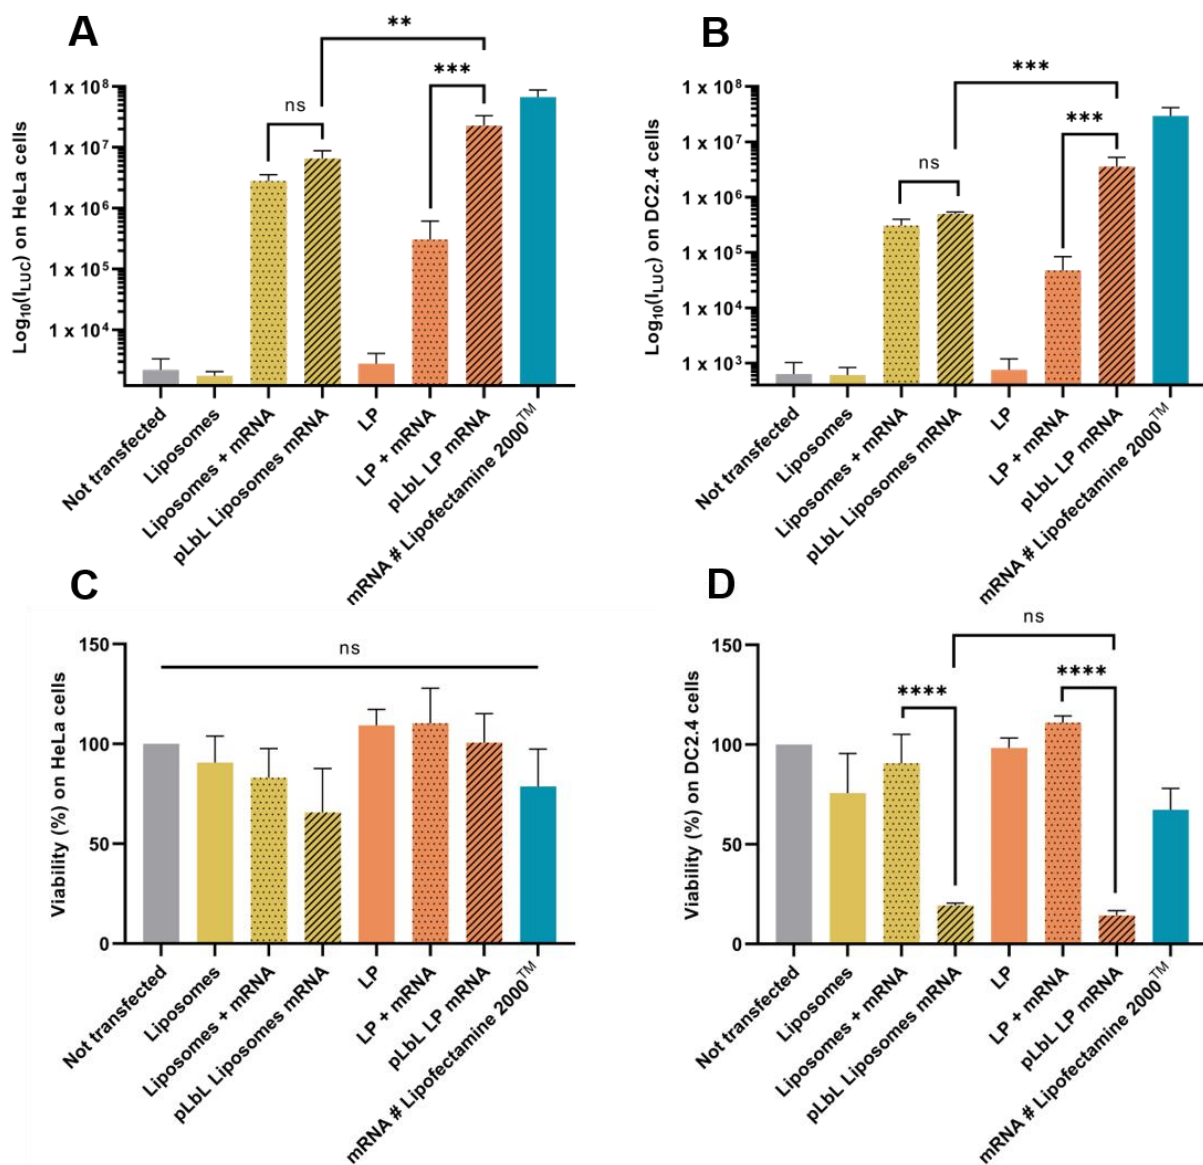 A
Log10(ILUC) on HeLa cells
1 x 10⁸
1 x 10⁷
1 x 10⁶
1 x 10⁵
1 x 10⁴
**
***
ns
Not transfected
Liposomes
Liposomes + mRNA
pLbL Liposomes mRNA
LP
LP + mRNA
pLbL LP mRNA
mRNA # Lipofectamine 2000™
B
Log10(ILUC) on DC2.4 cells
1 x 10⁸
1 x 10⁷
1 x 10⁶
1 x 10⁵
1 x 10⁴
1 x 10³
***
***
ns
Not transfected
Liposomes
Liposomes + mRNA
pLbL Liposomes mRNA
LP
LP + mRNA
pLbL LP mRNA
mRNA # Lipofectamine 2000™
C
Viability (%) on HeLa cells
150
100
50
0
ns
Not transfected
Liposomes
Liposomes + mRNA
pLbL Liposomes mRNA
LP
LP + mRNA
pLbL LP mRNA
mRNA # Lipofectamine 2000™
D
Viability (%) on DC2.4 cells
150
100
50
0
ns
****
****
Not transfected
Liposomes
Liposomes + mRNA
pLbL Liposomes mRNA
LP
LP + mRNA
pLbL LP mRNA
mRNA # Lipofectamine 2000™